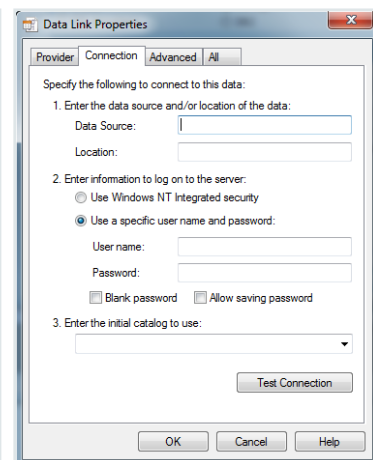 Data Link Properties
Provider Connection Advanced All
Specify the following to connect to this data:
1. Enter the data source and/or location of the data:
Data Source:
Location:
2. Enter information to log on to the server:
Use Windows NT Integrated security
Use a specific user name and password:
User name:
Password:
Blank password Allow saving password
3. Enter the initial catalog to use:
Test Connection
OK Cancel Help